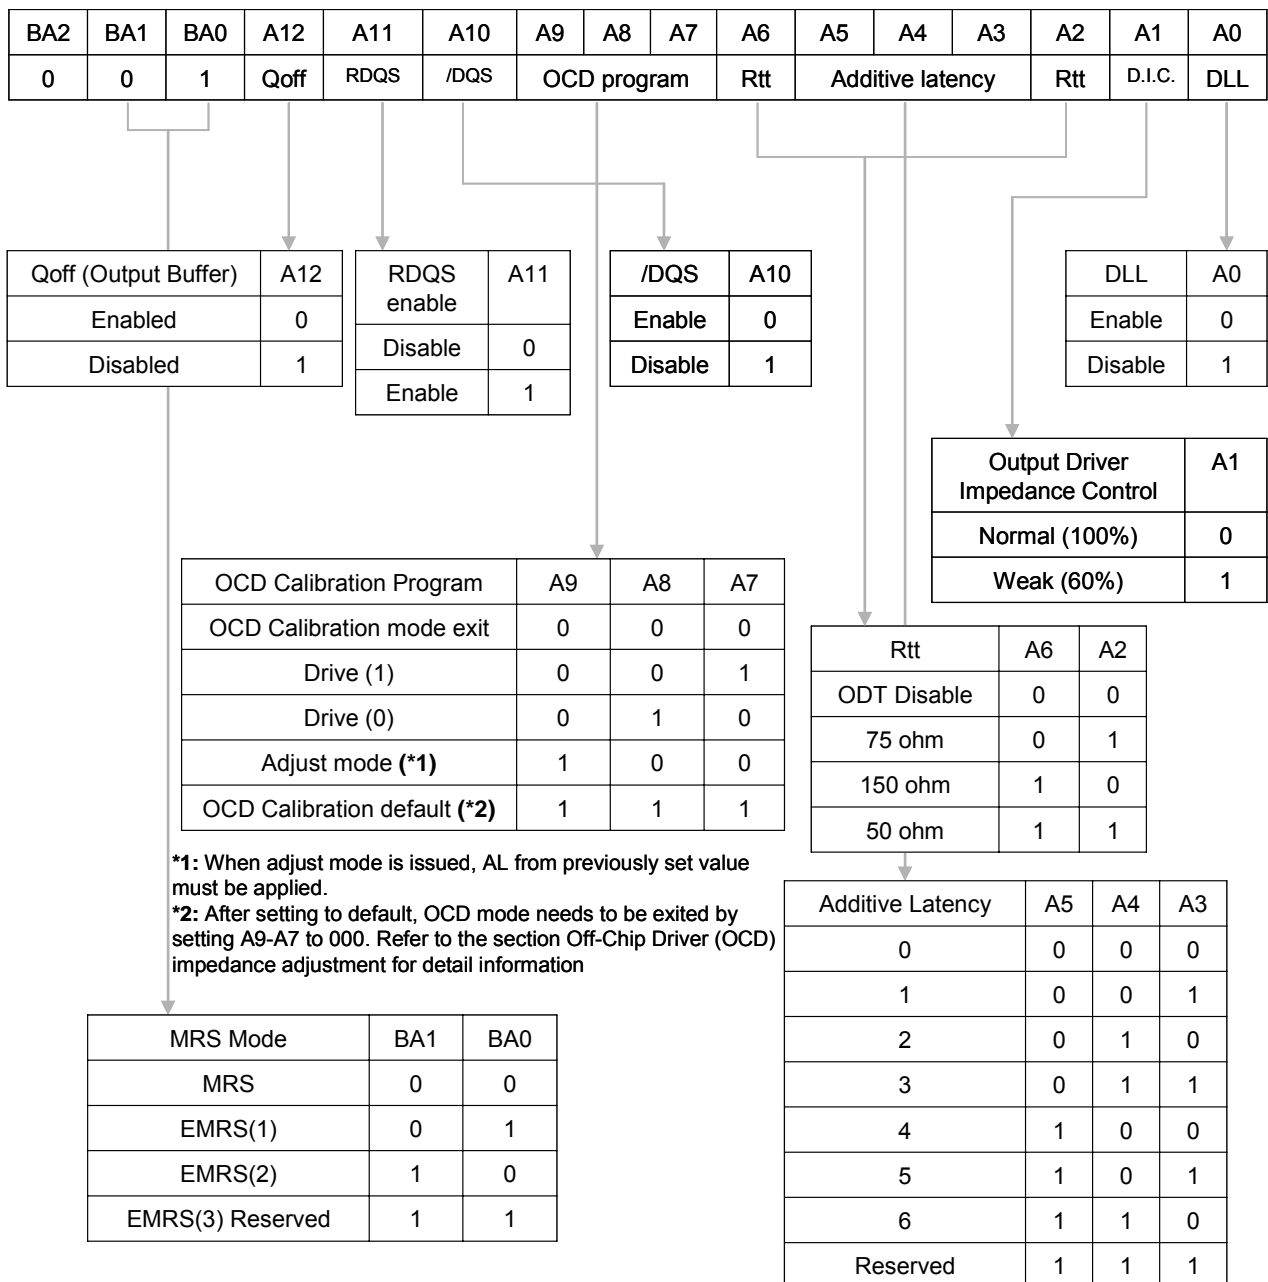 BA2 BA1 BA0 A12 A11 A10 A9 A8 A7 A6 A5 A4 A3 A2 A1 A0
0 0 1 Qoff RDQS /DQS OCD program Rtt Additive latency Rtt D.I.C. DLL
Qoff (Output Buffer) A12
Enabled 0
Disabled 1
RDQS enable A11
Disable 0
Enable 1
/DQS A10
Enable 0
Disable 1
DLL A0
Enable 0
Disable 1
Output Driver
Impedance Control A1
Normal (100%) 0
Weak (60%) 1
OCD Calibration Program A9 A8 A7
OCD Calibration mode exit 0 0 0
Drive (1) 0 0 1
Drive (0) 0 1 0
Adjust mode (*1) 1 0 0
OCD Calibration default (*2) 1 1 1
Rtt A6 A2
ODT Disable 0 0
75 ohm 0 1
150 ohm 1 0
50 ohm 1 1
*1: When adjust mode is issued, AL from previously set value
must be applied.
*2: After setting to default, OCD mode needs to be exited by
setting A9-A7 to 000. Refer to the section Off-Chip Driver (OCD)
impedance adjustment for detail information
Additive Latency A5 A4 A3
0 0 0 0
1 0 0 1
2 0 1 0
3 0 1 1
4 1 0 0
5 1 0 1
6 1 1 0
Reserved 1 1 1
MRS Mode BA1 BA0
MRS 0 0
EMRS(1) 0 1
EMRS(2) 1 0
EMRS(3) Reserved 1 1